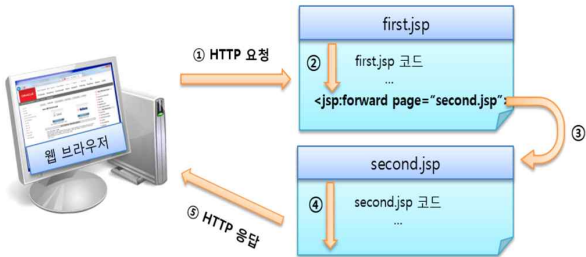 first.jsp
① HTTP 요청
②
first.jsp 코드
...
<jsp:forward page="second.jsp">
③
웹 브라우저
second.jsp
④
second.jsp 코드
...
⑤ HTTP 응답